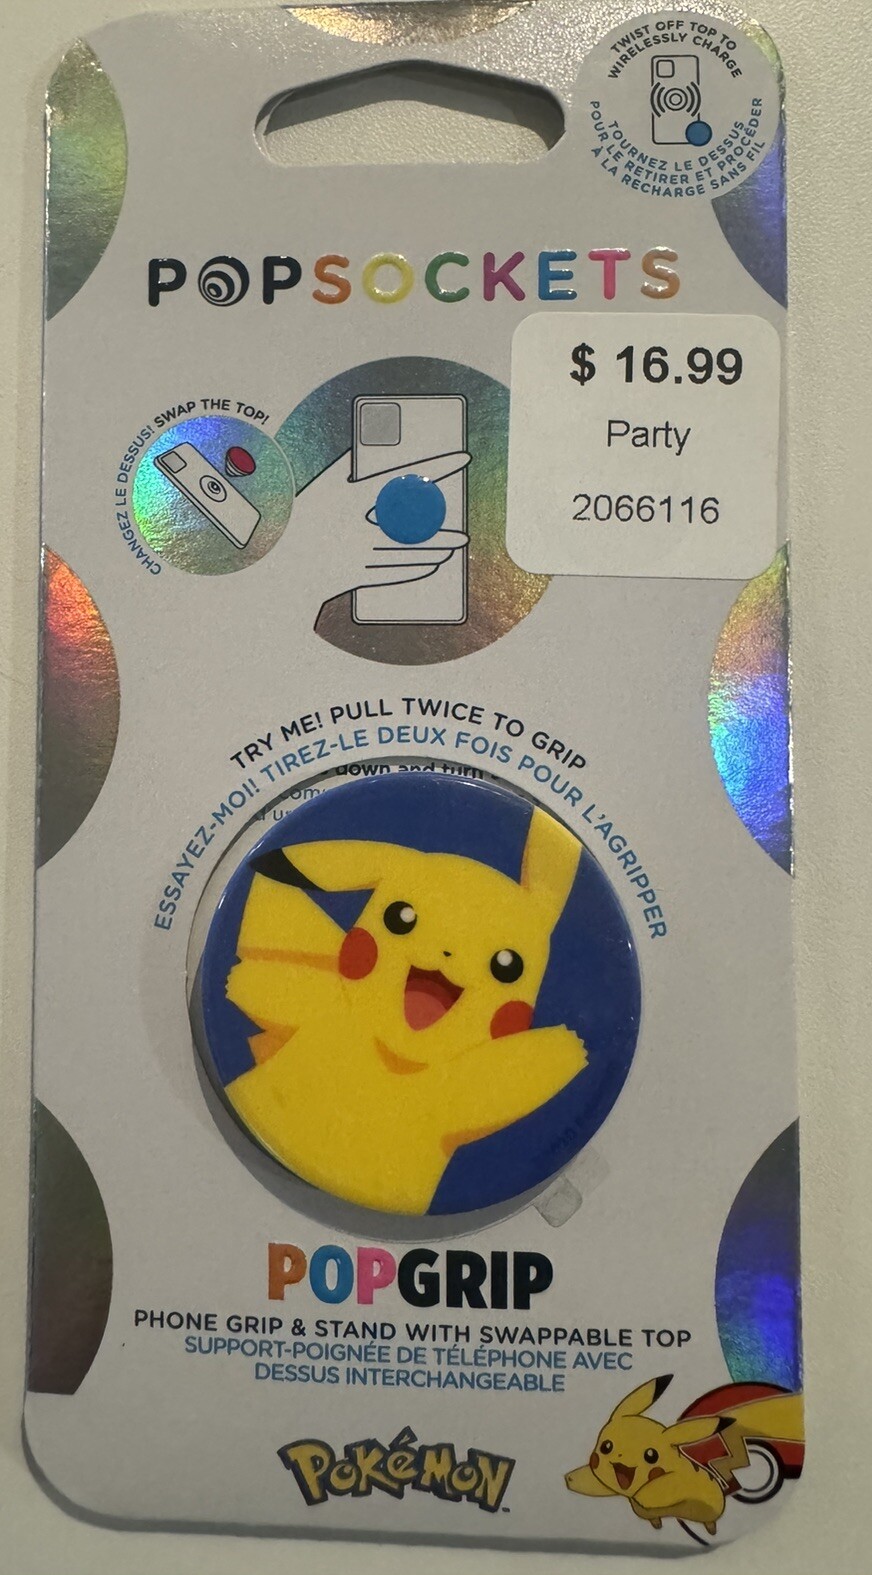 TWIST OFF TOP TO
WIRELESSLY CHARGE
TOURNEZ LE DESSUS
POUR LE RETIRER ET PROCÉDER
À LA RECHARGE SANS FIL
POPSOCKETS
$ 16.99
Party
2066116
CHANGEZ LE DESSUS! SWAP THE TOP!
TRY ME! PULL TWICE TO GRIP
ESSAYEZ-MOI! TIREZ-LE DEUX FOIS POUR L'AGRIPPER
down and turn
POPGRIP
PHONE GRIP & STAND WITH SWAPPABLE TOP
SUPPORT-POIGNÉE DE TÉLÉPHONE AVEC
DESSUS INTERCHANGEABLE
POKéMON